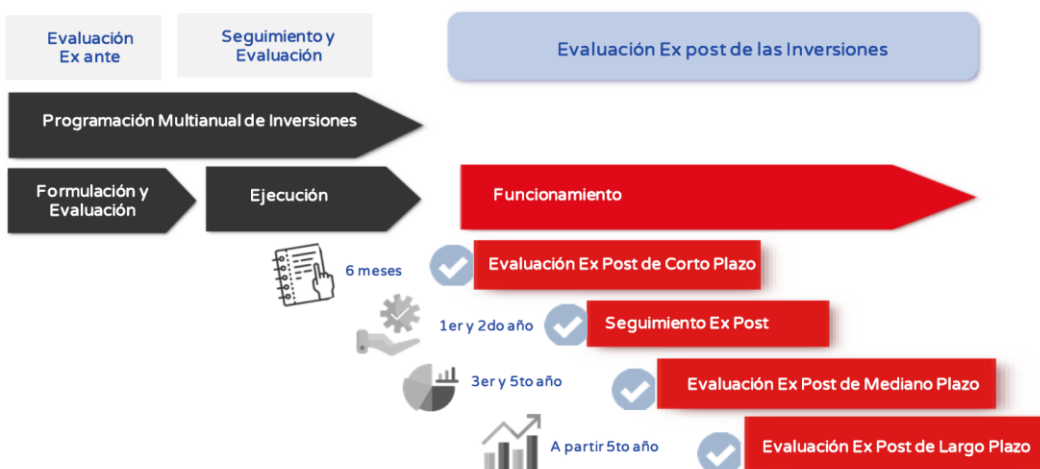 Evaluación
Ex ante
Seguimiento y
Evaluación
Evaluación Ex post de las Inversiones
Programación Multianual de Inversiones
Formulación y
Evaluación
Ejecución
Funcionamiento
6 meses
Evaluación Ex Post de Corto Plazo
1er y 2do año
Seguimiento Ex Post
3er y 5to año
Evaluación Ex Post de Mediano Plazo
A partir 5to año
Evaluación Ex Post de Largo Plazo